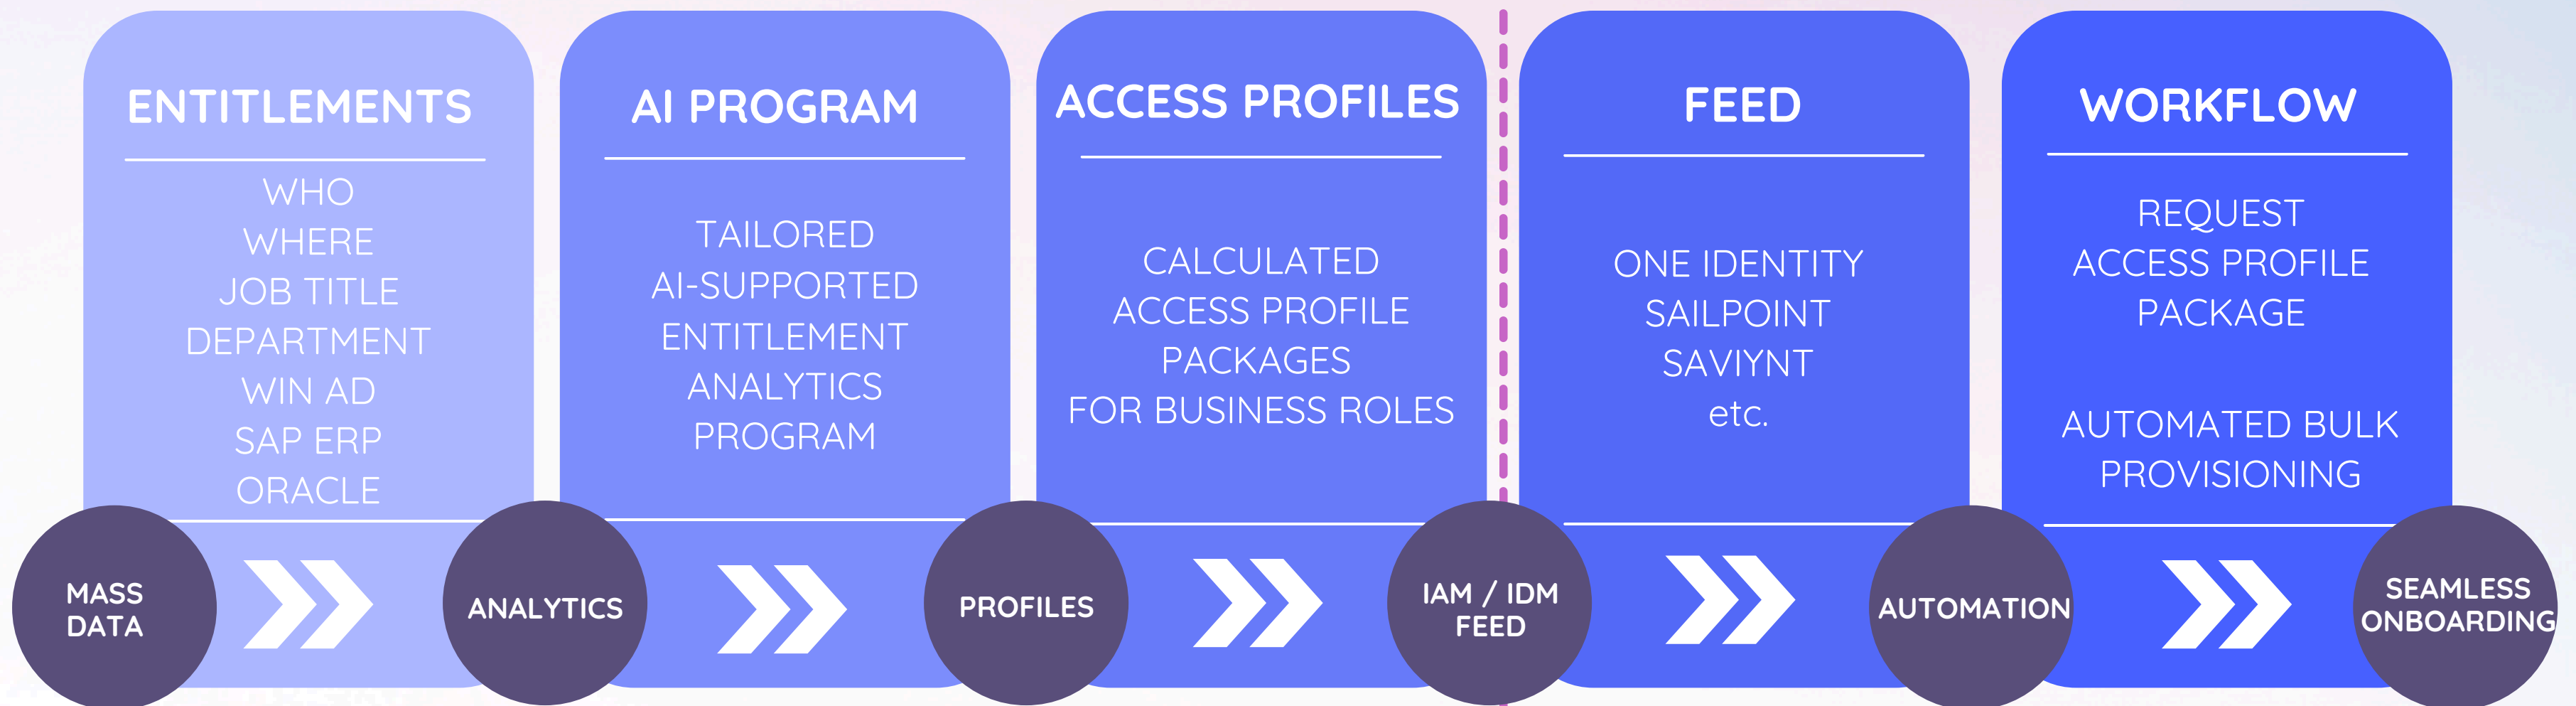 ENTITLEMENTS
WHO
WHERE
JOB TITLE
DEPARTMENT
WIN AD
SAP ERP
ORACLE
AI PROGRAM
TAILORED
AI-SUPPORTED
ENTITLEMENT
ANALYTICS
PROGRAM
ACCESS PROFILES
CALCULATED
ACCESS PROFILE
PACKAGES
FOR BUSINESS ROLES
FEED
ONE IDENTITY
SAILPOINT
SAVIYNT
etc.
WORKFLOW
REQUEST
ACCESS PROFILE
PACKAGE
AUTOMATED BULK
PROVISIONING
MASS
DATA
ANALYTICS
PROFILES
IAM / IDM
FEED
AUTOMATION
SEAMLESS
ONBOARDING